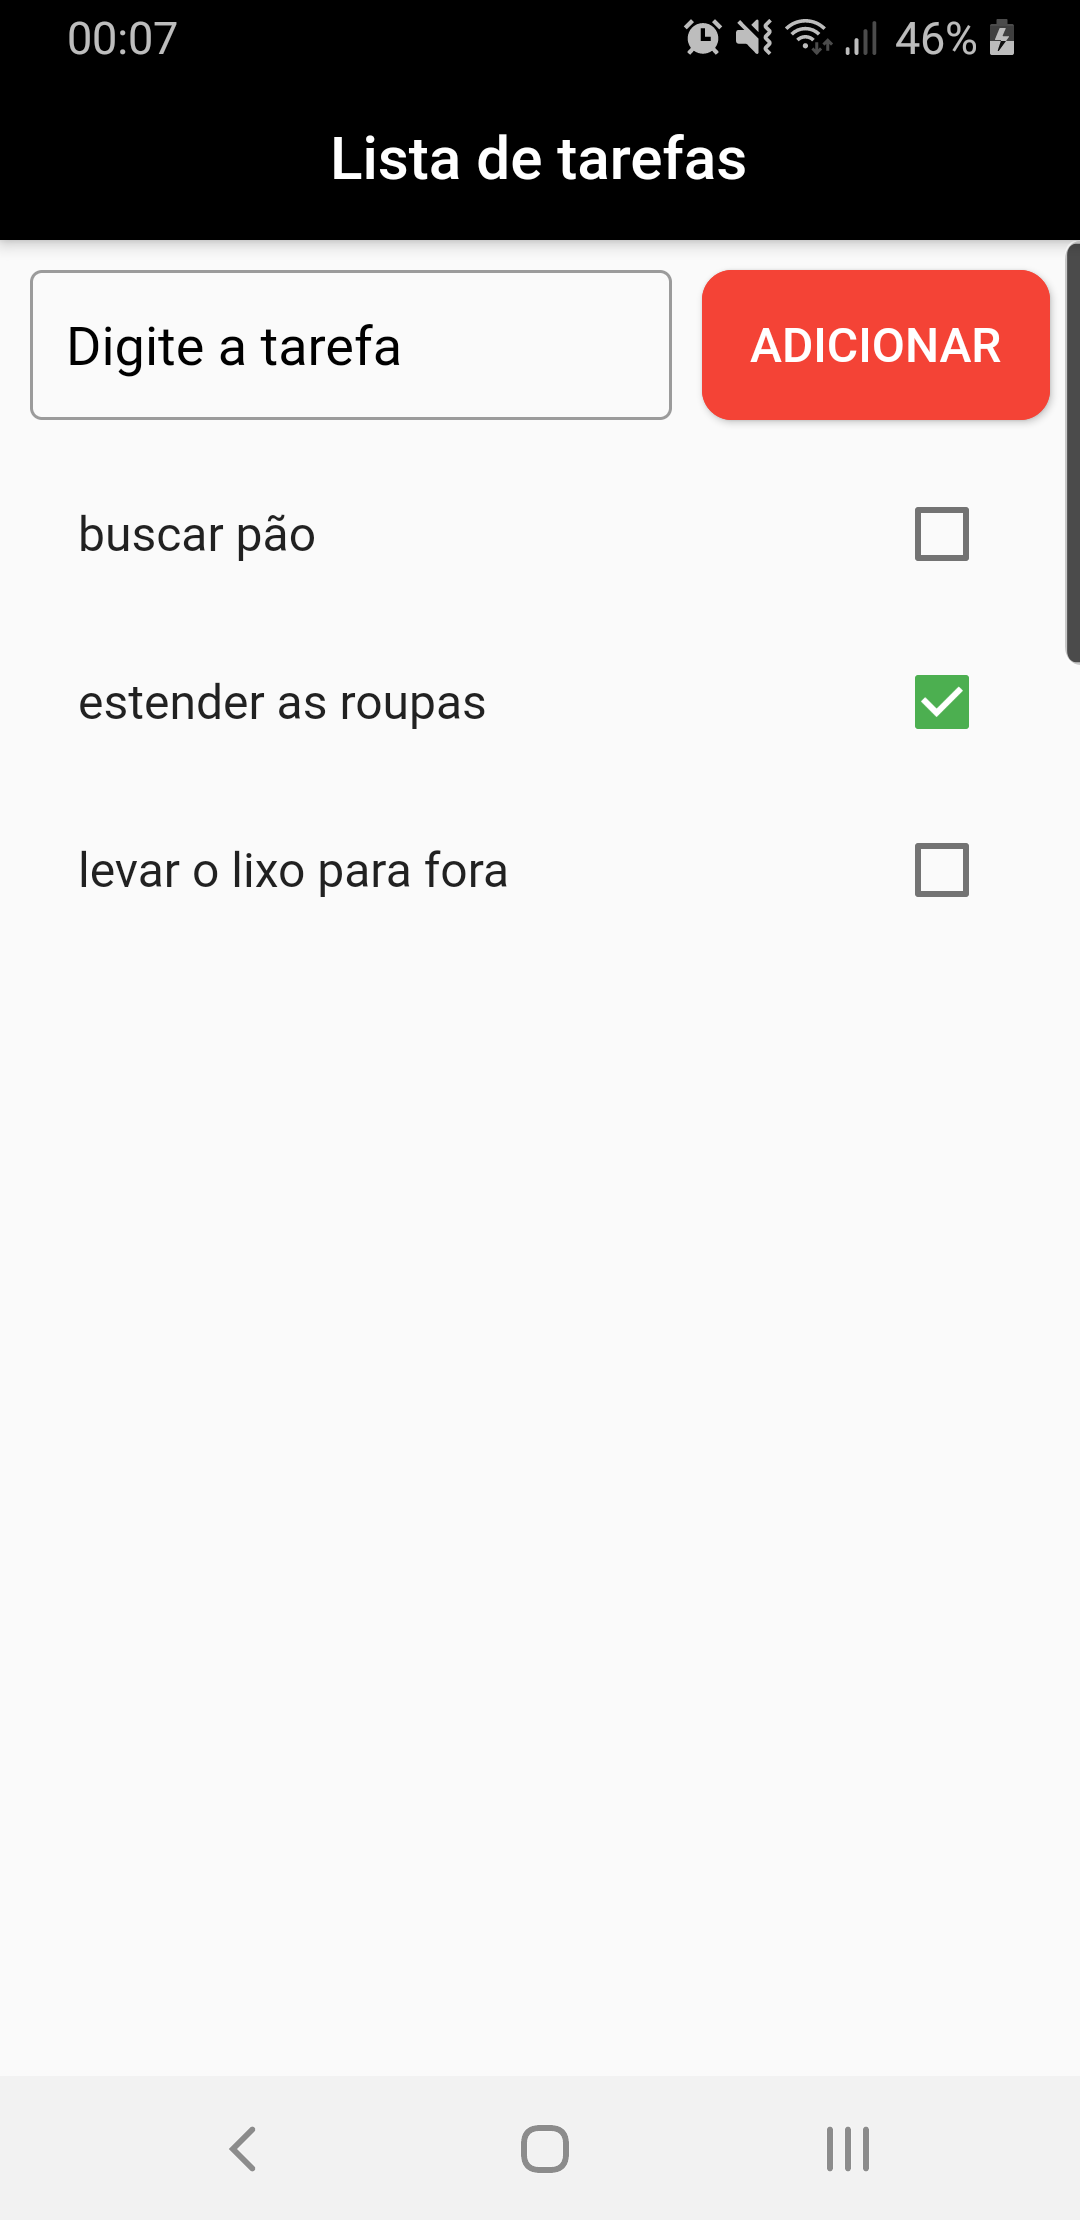 00:07
46%
Lista de tarefas
Digite a tarefa
ADICIONAR
buscar pão
estender as roupas
levar o lixo para fora